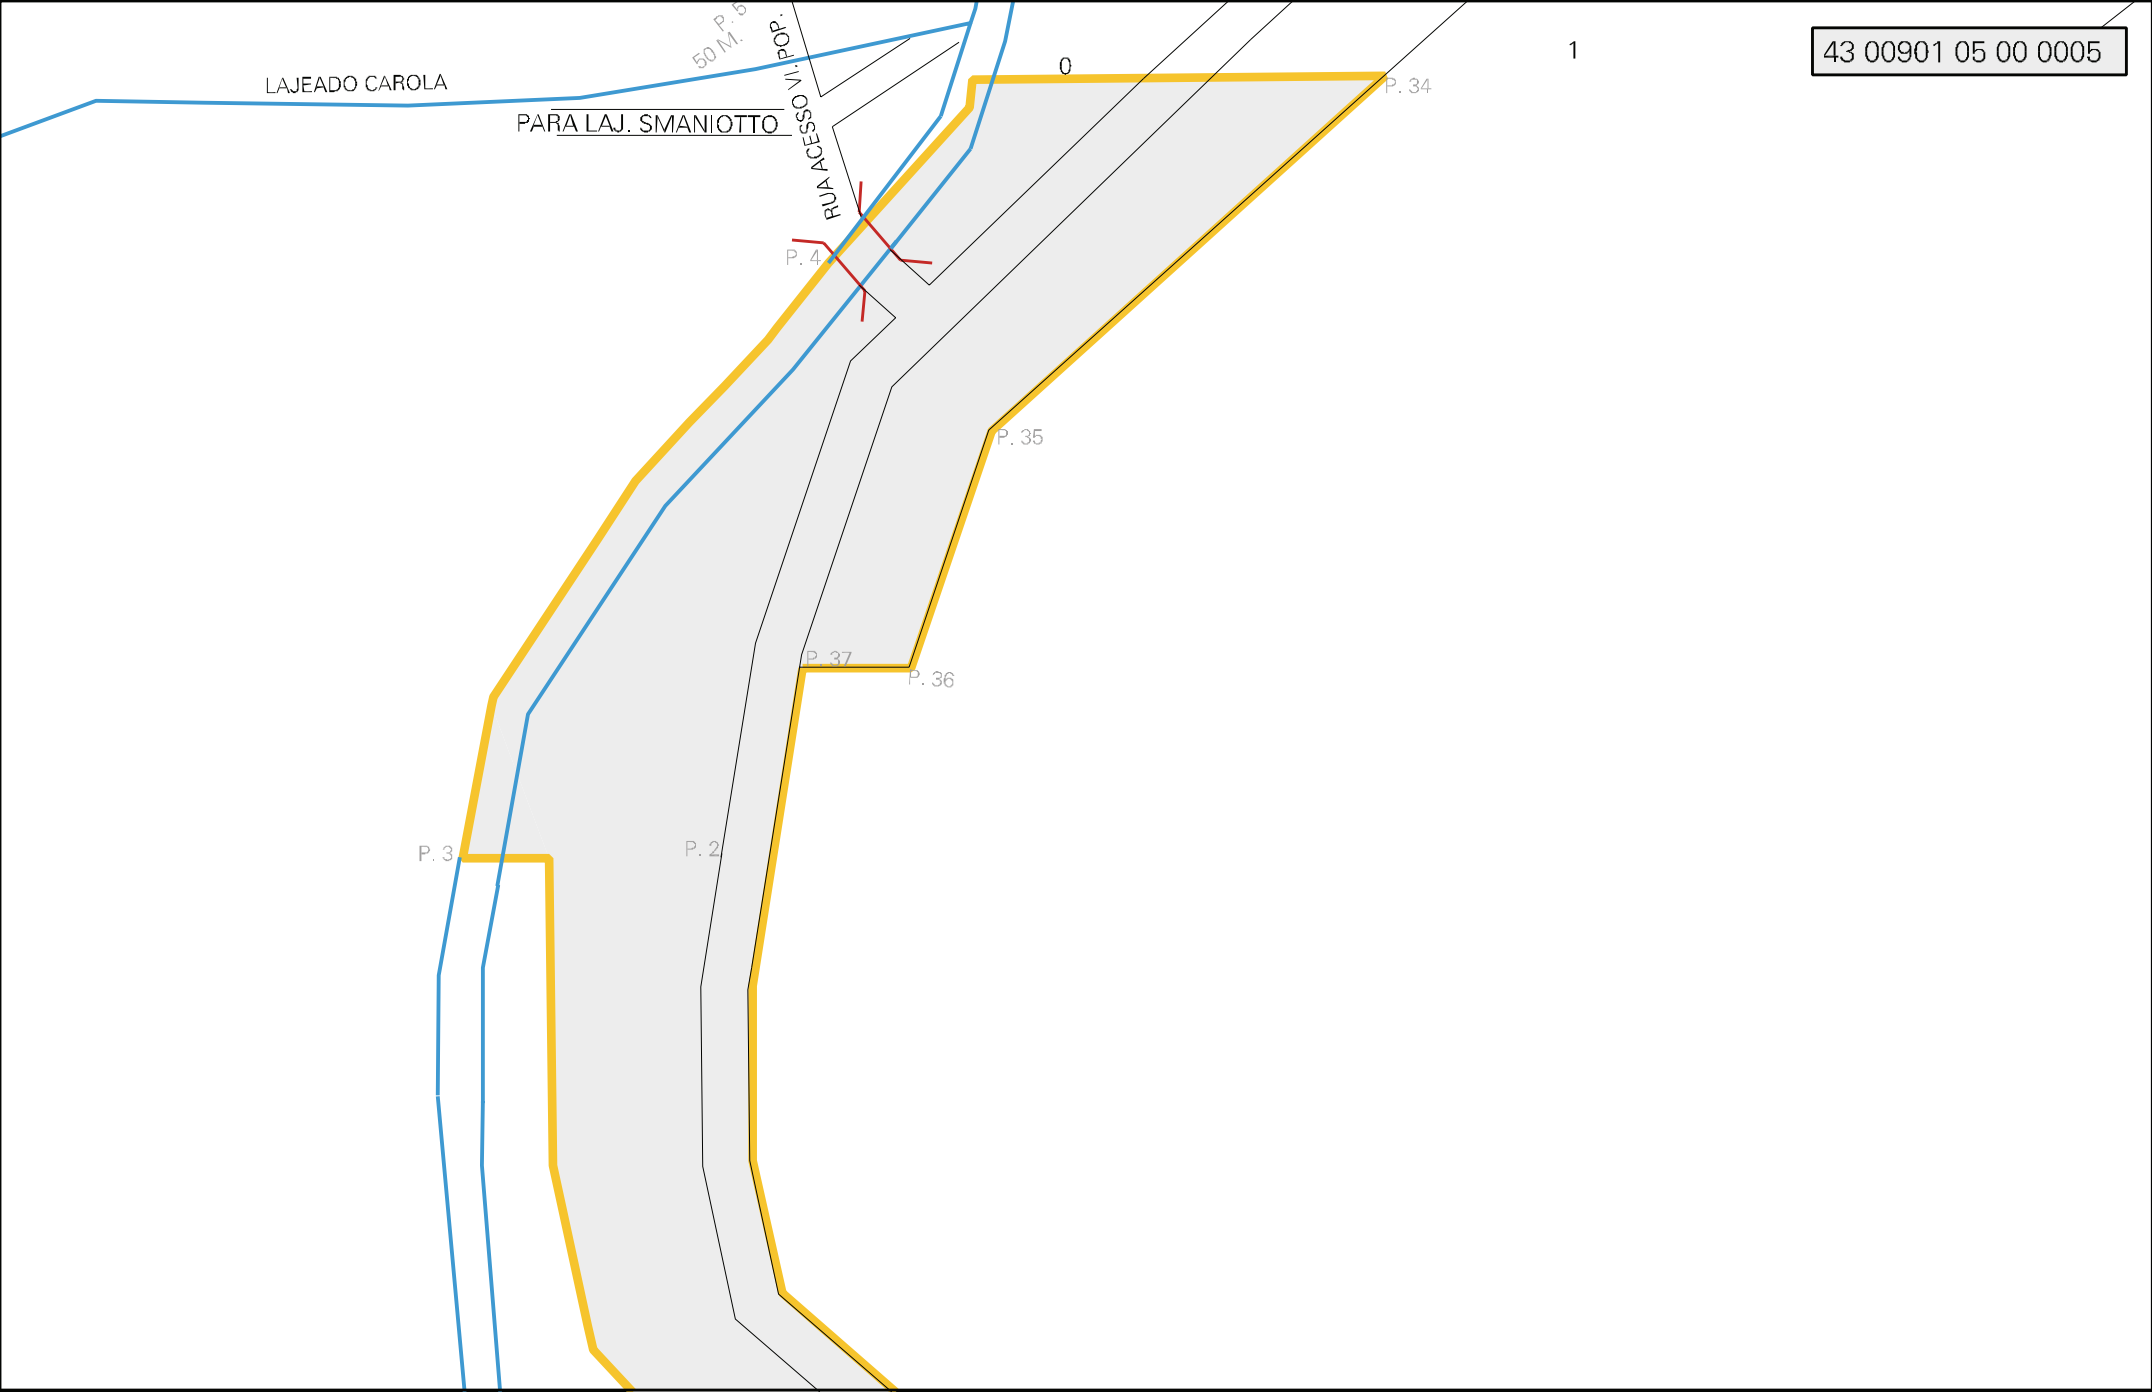 P. 5
50 M.
RUA ACESSO VI. POP.
LAJEADO CAROLA
PARA LAJ. SMANIOTTO
0
1
43 00901 05 00 0005
P. 34
P. 4
P. 35
P. 37
P. 36
P. 3
P. 2